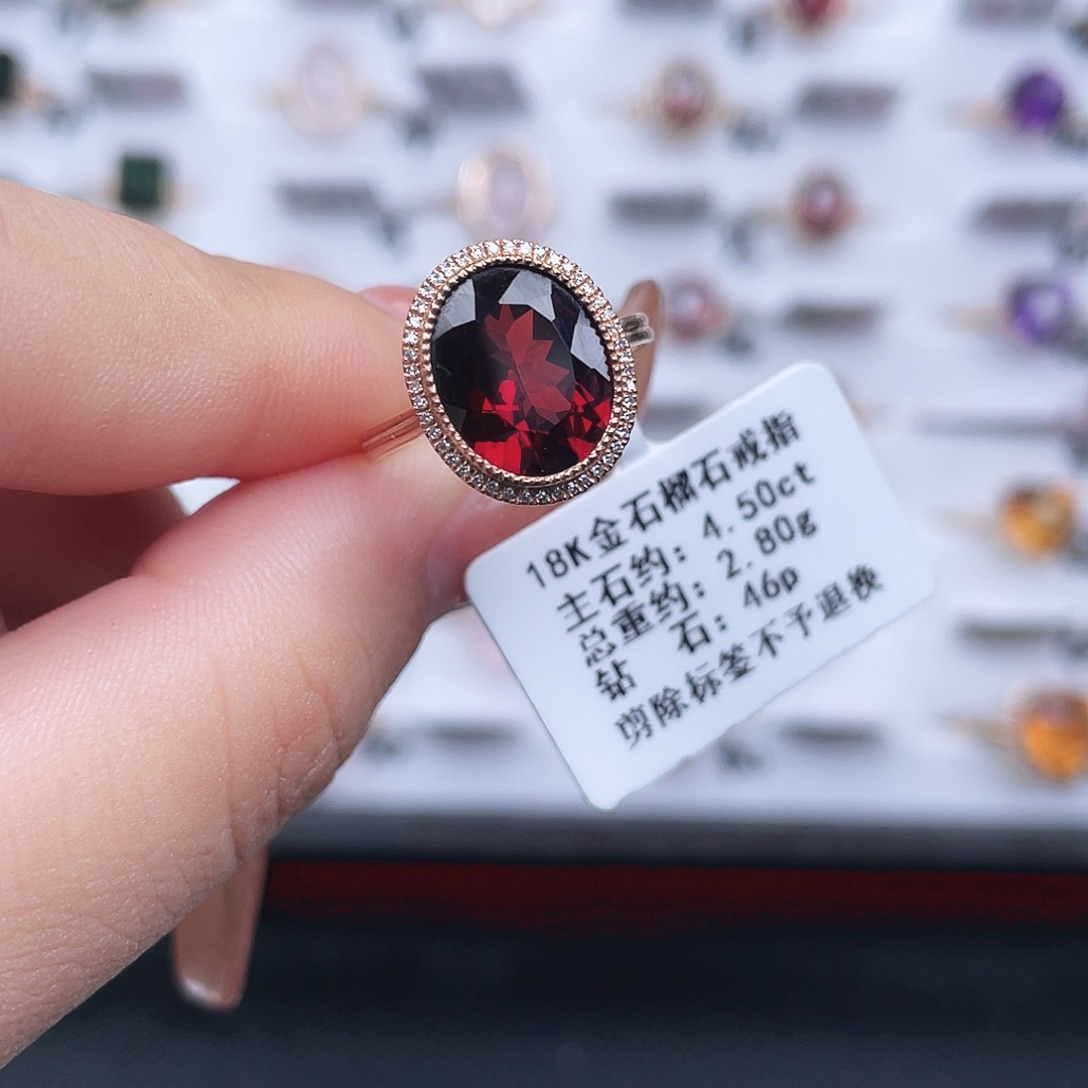 18K金石榴石戒指
主石约: 4.50ct
总重约: 2.80g
钻 石: 46p
剪除标签不予退换